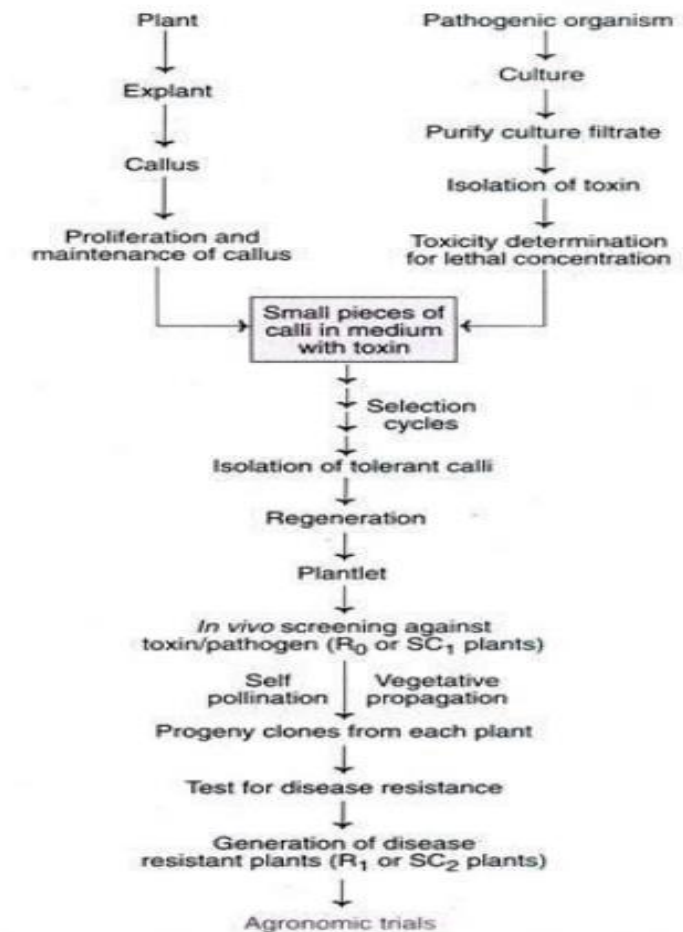 Plant
Explant
Callus
Proliferation and
maintenance of callus
Pathogenic organism
Culture
Purify culture filtrate
Isolation of toxin
Toxicity determination
for lethal concentration
Small pieces of
calli in medium
with toxin
Selection
cycles
Isolation of tolerant calli
Regeneration
Plantlet
In vivo screening against
toxin/pathogen (R₀ or SC₁ plants)
Self
pollination
Vegetative
propagation
Progeny clones from each plant
Test for disease resistance
Generation of disease
resistant plants (R₁ or SC₂ plants)
Agronomic trials